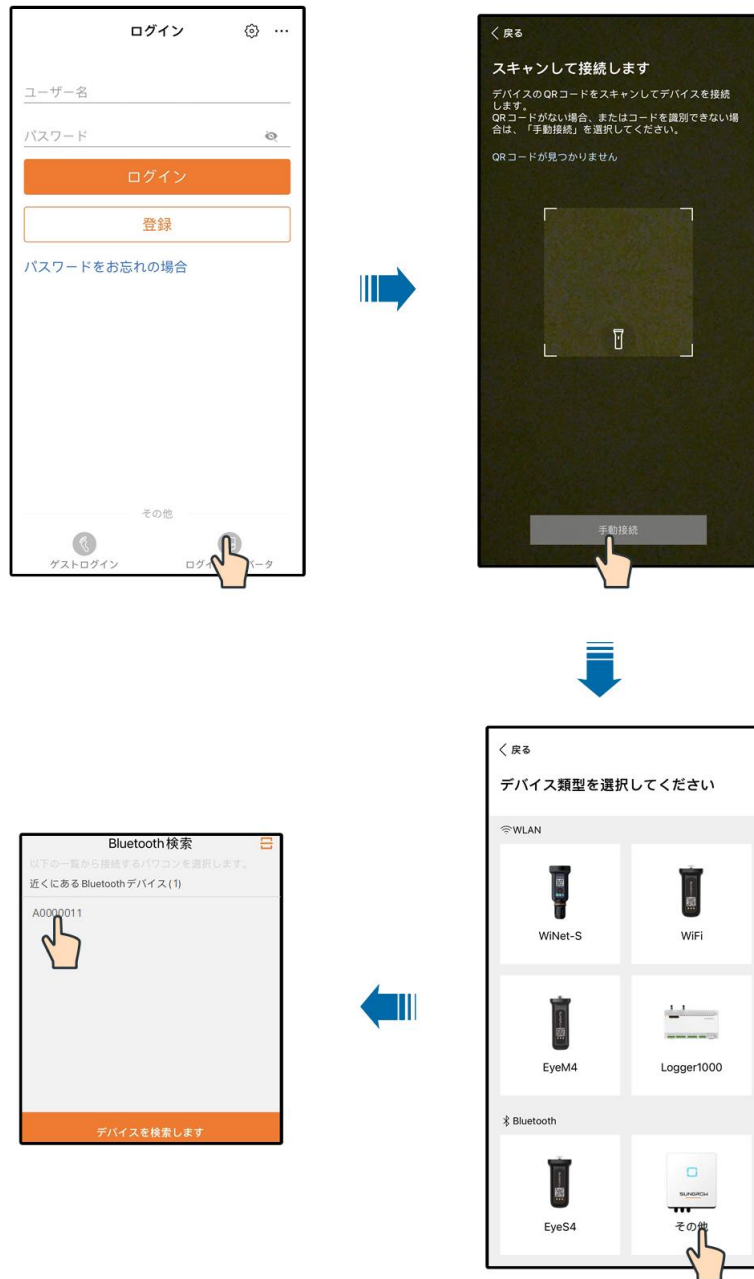 ログイン
ユーザー名
パスワード
ログイン
登録
パスワードをお忘れの場合
その他
ゲストログイン
戻る
スキャンして接続します
デバイスのQRコードをスキャンしてデバイスを接続
します。
QRコードがない場合、またはコードを識別できない場
合は、「手動接続」を選択してください。
QRコードが見つかりません
手動接続
戻る
デバイス類型を選択してください
WLAN
WiNet-S
WiFi
EyeM4
Logger1000
Bluetooth
EyeS4
SUNGROW
その他
Bluetooth検索
以下の一覧から接続するパワコンを選択します。
近くにあるBluetoothデバイス(1)
A0000011
デバイスを検索します